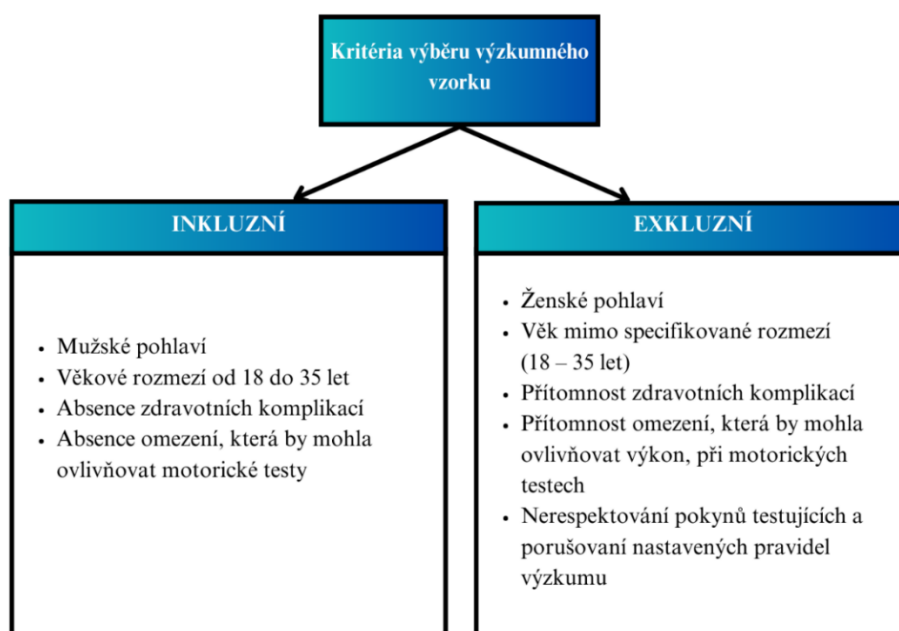 Kritéria výběru výzkumného
vzorku
INKLUZNÍ
• Mužské pohlaví
• Věkové rozmezí od 18 do 35 let
• Absence zdravotních komplikací
• Absence omezení, která by mohla
ovlivňovat motorické testy
EXKLUZNÍ
• Ženské pohlaví
• Věk mimo specifikované rozmezí
(18 – 35 let)
• Přítomnost zdravotních komplikací
• Přítomnost omezení, která by mohla
ovlivňovat výkon, při motorických
testech
• Nerespektování pokynů testujících a
porušovaní nastavených pravidel
výzkumu